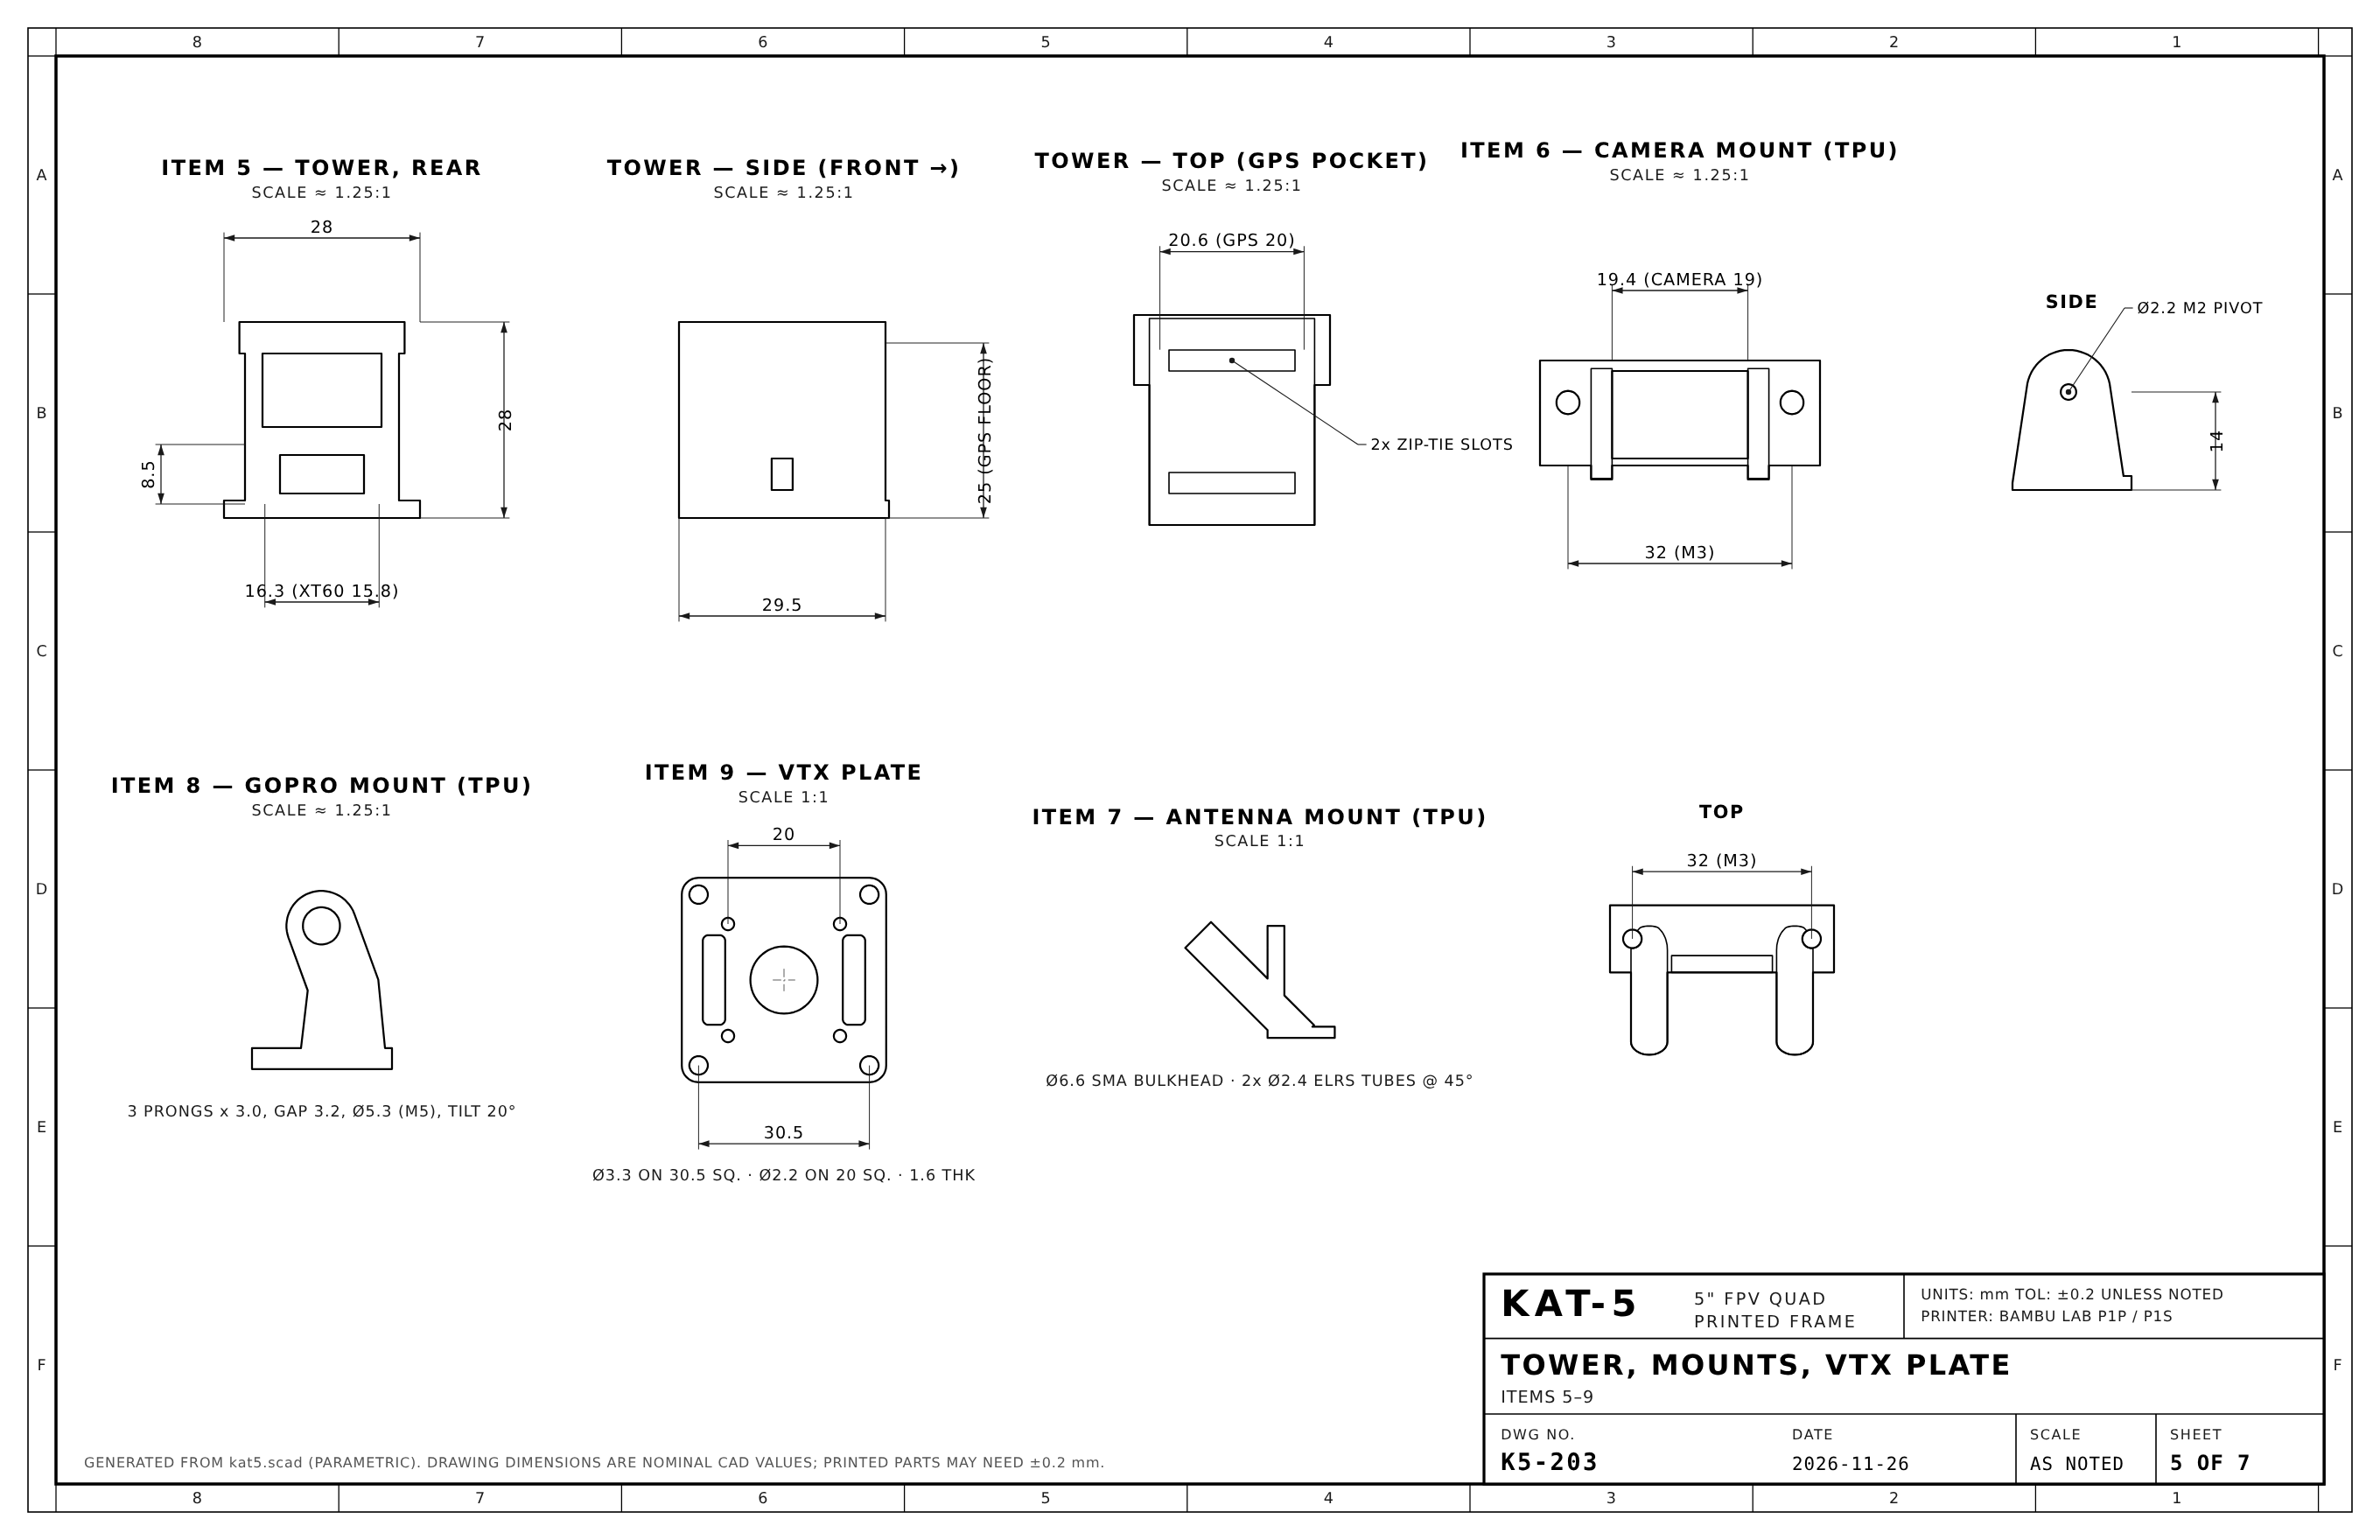 8 7 6 5 4 3 2 1
A A
B B
C C
D D
E E
F F
ITEM 5 — TOWER, REAR
SCALE ≈ 1.25:1
28
28
8.5
16.3 (XT60 15.8)
TOWER — SIDE (FRONT →)
SCALE ≈ 1.25:1
25 (GPS FLOOR)
29.5
TOWER — TOP (GPS POCKET)
SCALE ≈ 1.25:1
20.6 (GPS 20)
2x ZIP-TIE SLOTS
ITEM 6 — CAMERA MOUNT (TPU)
SCALE ≈ 1.25:1
19.4 (CAMERA 19)
32 (M3)
SIDE
Ø2.2 M2 PIVOT
14
ITEM 8 — GOPRO MOUNT (TPU)
SCALE ≈ 1.25:1
3 PRONGS x 3.0, GAP 3.2, Ø5.3 (M5), TILT 20°
ITEM 9 — VTX PLATE
SCALE 1:1
20
30.5
Ø3.3 ON 30.5 SQ. · Ø2.2 ON 20 SQ. · 1.6 THK
ITEM 7 — ANTENNA MOUNT (TPU)
SCALE 1:1
Ø6.6 SMA BULKHEAD · 2x Ø2.4 ELRS TUBES @ 45°
TOP
32 (M3)
KAT-5
5" FPV QUAD
PRINTED FRAME
UNITS: mm TOL: ±0.2 UNLESS NOTED
PRINTER: BAMBU LAB P1P / P1S
TOWER, MOUNTS, VTX PLATE
ITEMS 5–9
DWG NO.
K5-203
DATE
2026-11-26
SCALE
AS NOTED
SHEET
5 OF 7
GENERATED FROM kat5.scad (PARAMETRIC). DRAWING DIMENSIONS ARE NOMINAL CAD VALUES; PRINTED PARTS MAY NEED ±0.2 mm.
8 7 6 5 4 3 2 1